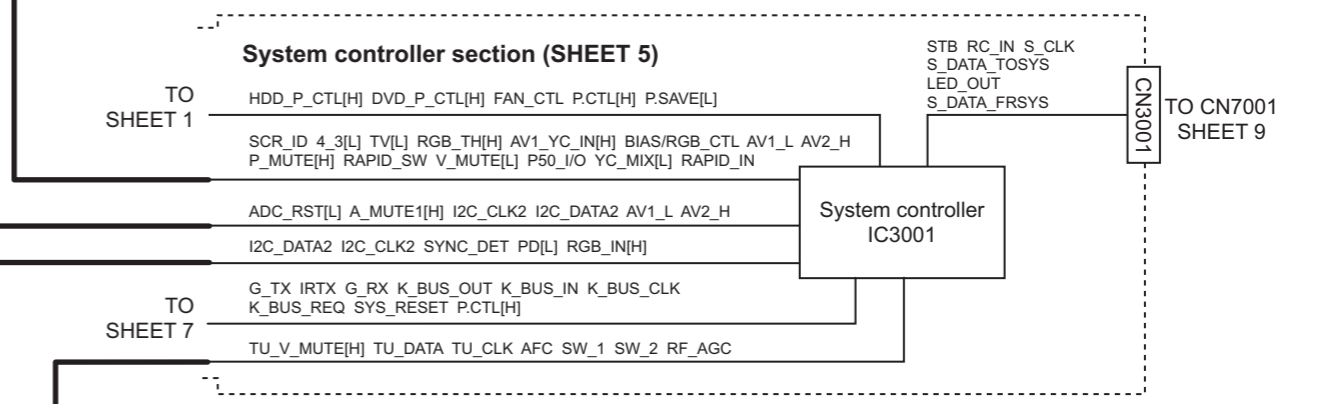 System controller section (SHEET 5)
STB RC_IN S_CLK
S_DATA_TOSYS
LED_OUT
S_DATA_FRSYS
TO
SHEET 1
HDD_P_CTL[H] DVD_P_CTL[H] FAN_CTL P.CTL[H] P.SAVE[L]
CN3001
TO CN7001
SHEET 9
SCR_ID 4_3[L] TV[L] RGB_TH[H] AV1_YC_IN[H] BIAS/RGB_CTL AV1_L AV2_H
P_MUTE[H] RAPID_SW V_MUTE[L] P50_I/O YC_MIX[L] RAPID_IN
ADC_RST[L] A_MUTE1[H] I2C_CLK2 I2C_DATA2 AV1_L AV2_H
System controller
IC3001
I2C_DATA2 I2C_CLK2 SYNC_DET PD[L] RGB_IN[H]
TO
SHEET 7
G_TX IRTX G_RX K_BUS_OUT K_BUS_IN K_BUS_CLK
K_BUS_REQ SYS_RESET P.CTL[H]
TU_V_MUTE[H] TU_DATA TU_CLK AFC SW_1 SW_2 RF_AGC